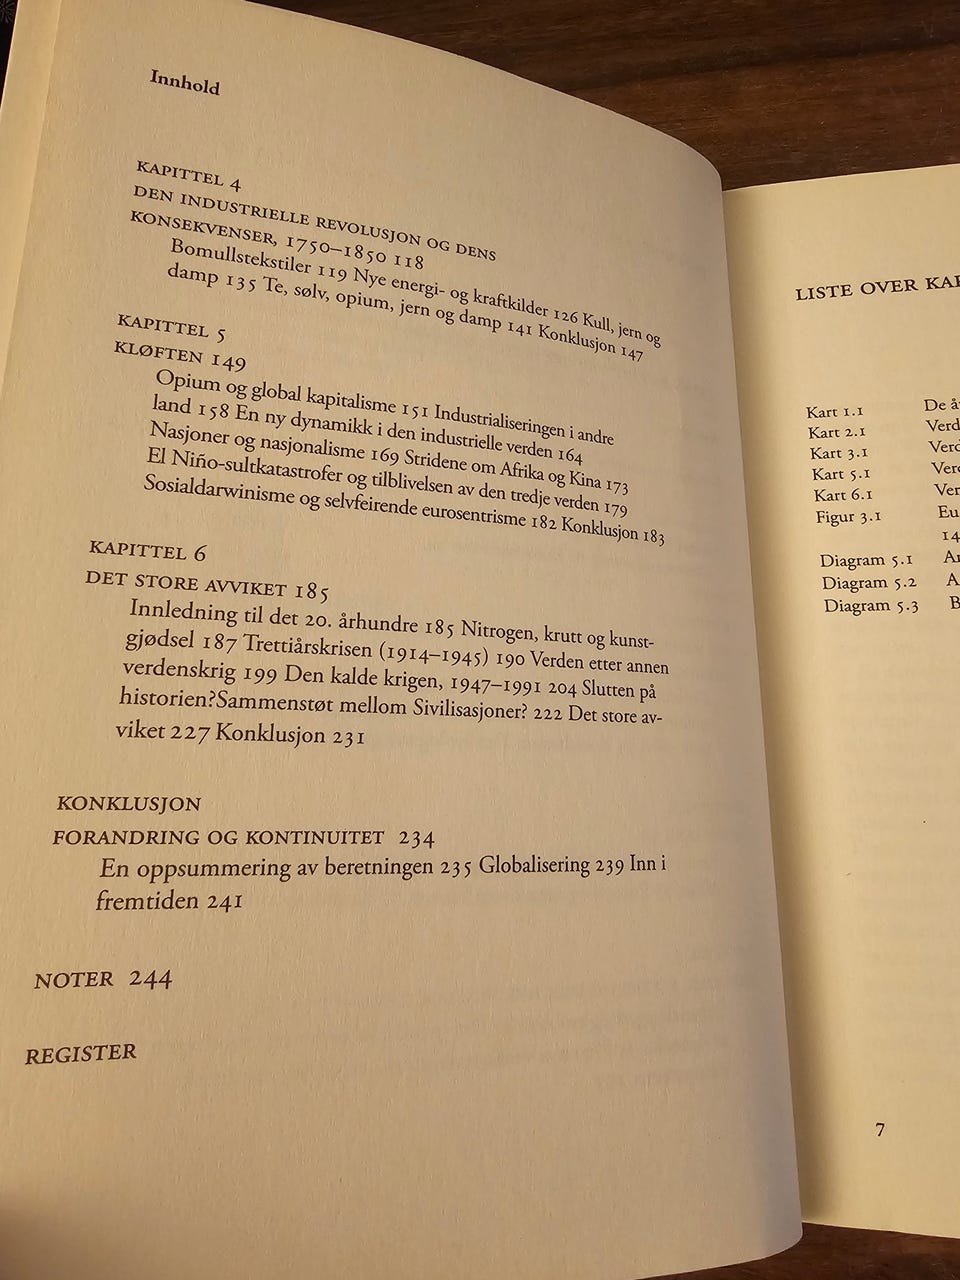 Innhold
KAPITTEL 4
DEN INDUSTRIELLE REVOLUSJON OG DENS
KONSEKVENSER, 1750–1850 118
Bomullstekstiler 119 Nye energi- og kraftkilder 126 Kull, jern og
damp 135 Te, sølv, opium, jern og damp 141 Konklusjon 147
KAPITTEL 5
KLØFTEN 149
Opium og global kapitalisme 151 Industrialiseringen i andre
land 158 En ny dynamikk i den industrielle verden 164
Nasjoner og nasjonalisme 169 Stridene om Afrika og Kina 173
El Niño-sultkatastrofer og tilblivelsen av den tredje verden 179
Sosialdarwinisme og selvfeirende eurosentrisme 182 Konklusjon 183
KAPITTEL 6
DET STORE AVVIKET 185
Innledning til det 20. århundre 185 Nitrogen, krutt og kunst-
gjødsel 187 Trettiårskrisen (1914–1945) 190 Verden etter annen
verdenskrig 199 Den kalde krigen, 1947–1991 204 Slutten på
historien?Sammenstøt mellom Sivilisasjoner? 222 Det store av-
viket 227 Konklusjon 231
KONKLUSJON
FORANDRING OG KONTINUITET 234
En oppsummering av beretningen 235 Globalisering 239 Inn i
fremtiden 241
NOTER 244
REGISTER
LISTE OVER
Kart 1.1 De
Kart 2.1
Kart 3.1
Kart 5.1
Kart 6.1
Figur 3.1
Diagram 5.1
Diagram 5.2
Diagram 5.3
7